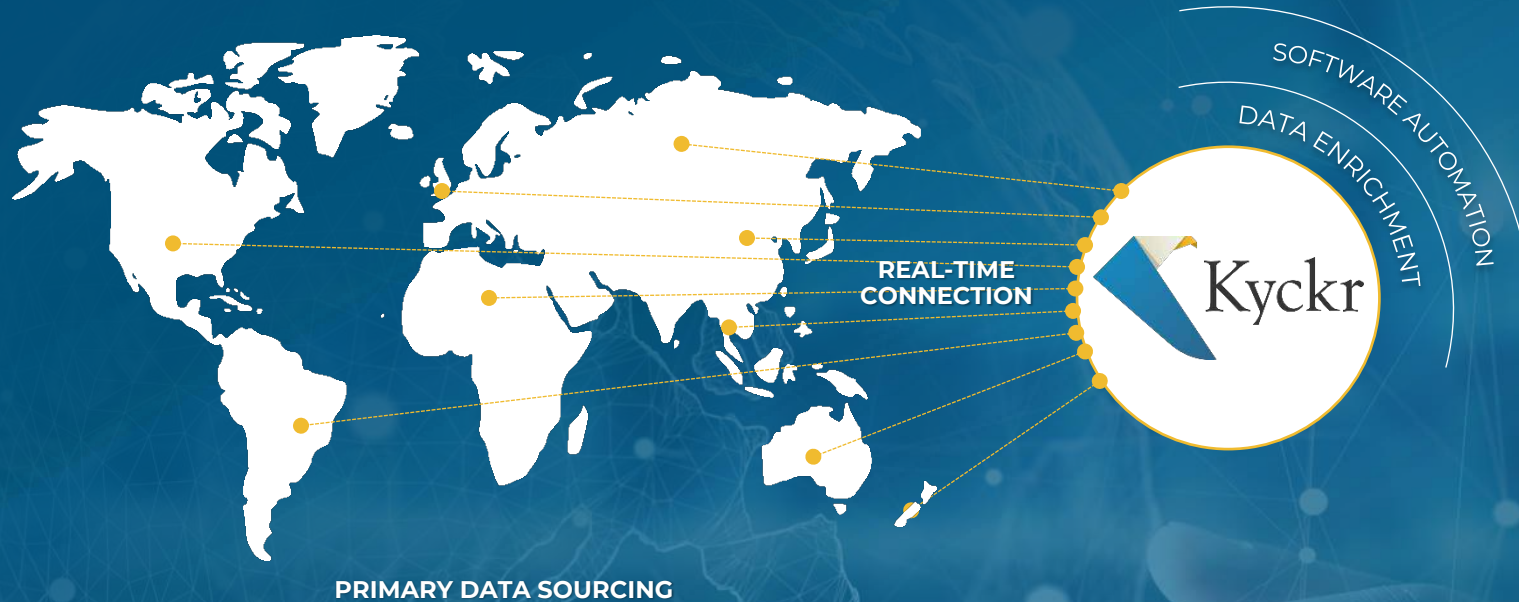 SOFTWARE AUTOMATION
DATA ENRICHMENT
REAL-TIME
CONNECTION
Kyckr
PRIMARY DATA SOURCING